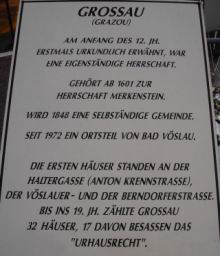 GROSSAU
(GRAZOU)
AM ANFANG DES 12. JH.
ERSTMALS URKUNDLICH ERWÄHNT, WAR
EINE EIGENSTÄNDIGE HERRSCHAFT.
GEHÖRT AB 1601 ZUR
HERRSCHAFT MERKENSTEIN.
WIRD 1848 EINE SELBSTÄNDIGE GEMEINDE.
SEIT 1972 EIN ORTSTEIL VON BAD VÖSLAU.
DIE ERSTEN HÄUSER STANDEN AN DER
HALTERGASSE (ANTON KRENNSTRASSE),
DER VÖSLAUER- UND DER BERNDORFERSTRASSE.
BIS INS 19. JH. ZÄHLTE GROSSAU
32 HÄUSER, 17 DAVON BESASSEN DAS
"URHAUSRECHT".